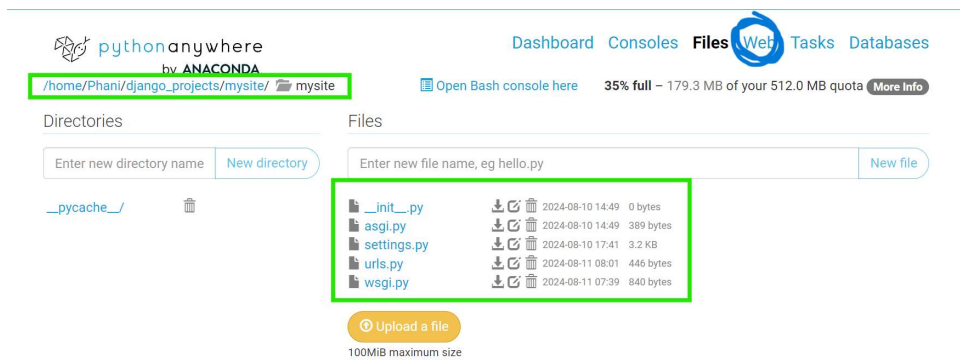 pythonanywhere
by ANACONDA
Dashboard Consoles Files Web Tasks Databases
/home/Phani/django_projects/mysite/ mysite
Open Bash console here 35% full – 179.3 MB of your 512.0 MB quota More Info
Directories
Enter new directory name New directory
__pycache__/
Files
Enter new file name, eg hello.py New file
__init__.py 2024-08-10 14:49 0 bytes
asgi.py 2024-08-10 14:49 389 bytes
settings.py 2024-08-10 17:41 3.2 KB
urls.py 2024-08-11 08:01 446 bytes
wsgi.py 2024-08-11 07:39 840 bytes
Upload a file
100MiB maximum size